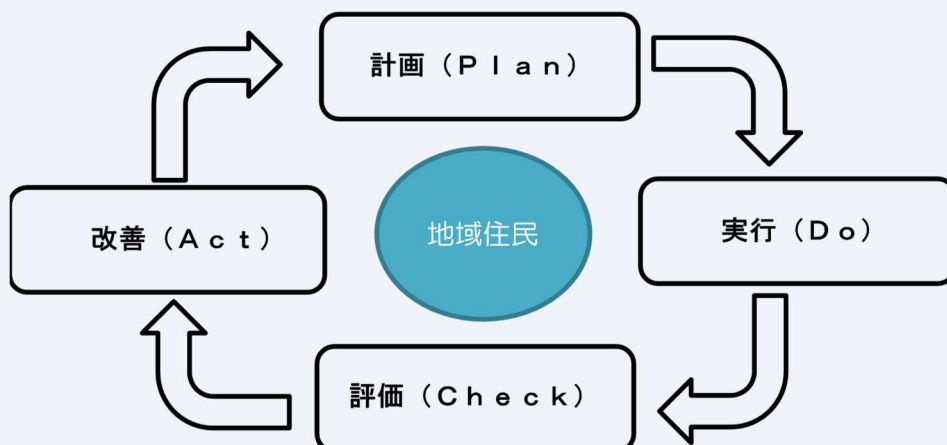 計画（Ｐｌａｎ）
改善（Ａｃｔ）
地域住民
実行（Ｄｏ）
評価（Ｃｈｅｃｋ）